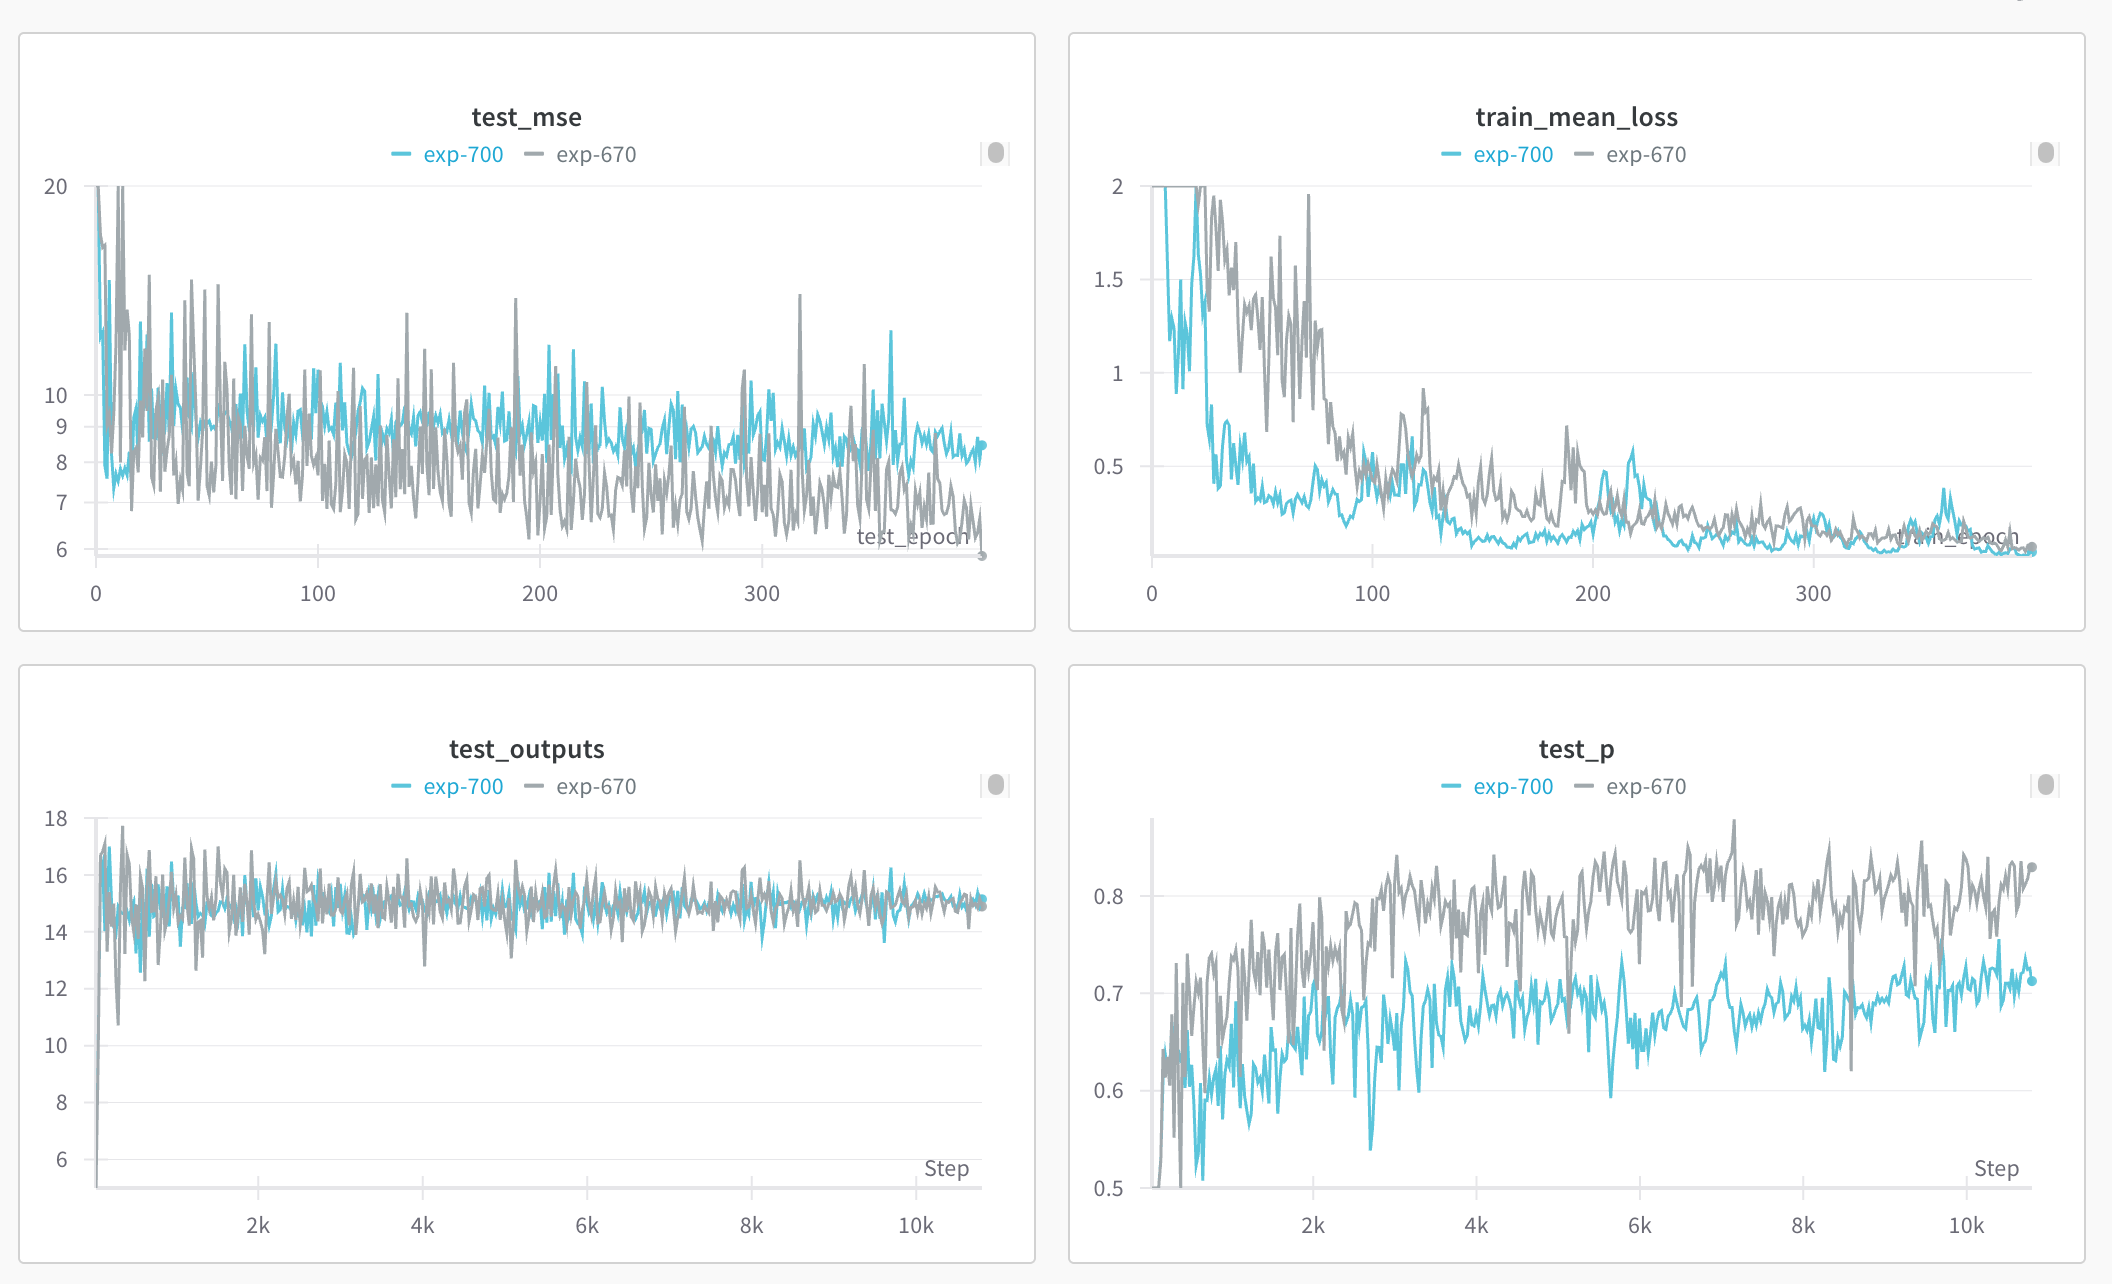 test_mse
exp-700 exp-670
20
10
9
8
7
6
test_epoch
0 100 200 300
train_mean_loss
exp-700 exp-670
2
1.5
1
0.5
train_epoch
0 100 200 300
test_outputs
exp-700 exp-670
18
16
14
12
10
8
6
Step
2k 4k 6k 8k 10k
test_p
exp-700 exp-670
0.8
0.7
0.6
0.5
Step
2k 4k 6k 8k 10k